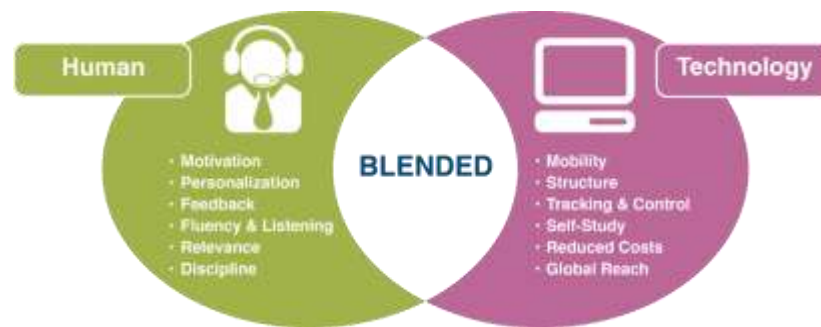 Human
· Motivation
· Personalization
· Feedback
· Fluency & Listening
· Relevance
· Discipline
BLENDED
Technology
· Mobility
· Structure
· Tracking & Control
· Self-Study
· Reduced Costs
· Global Reach